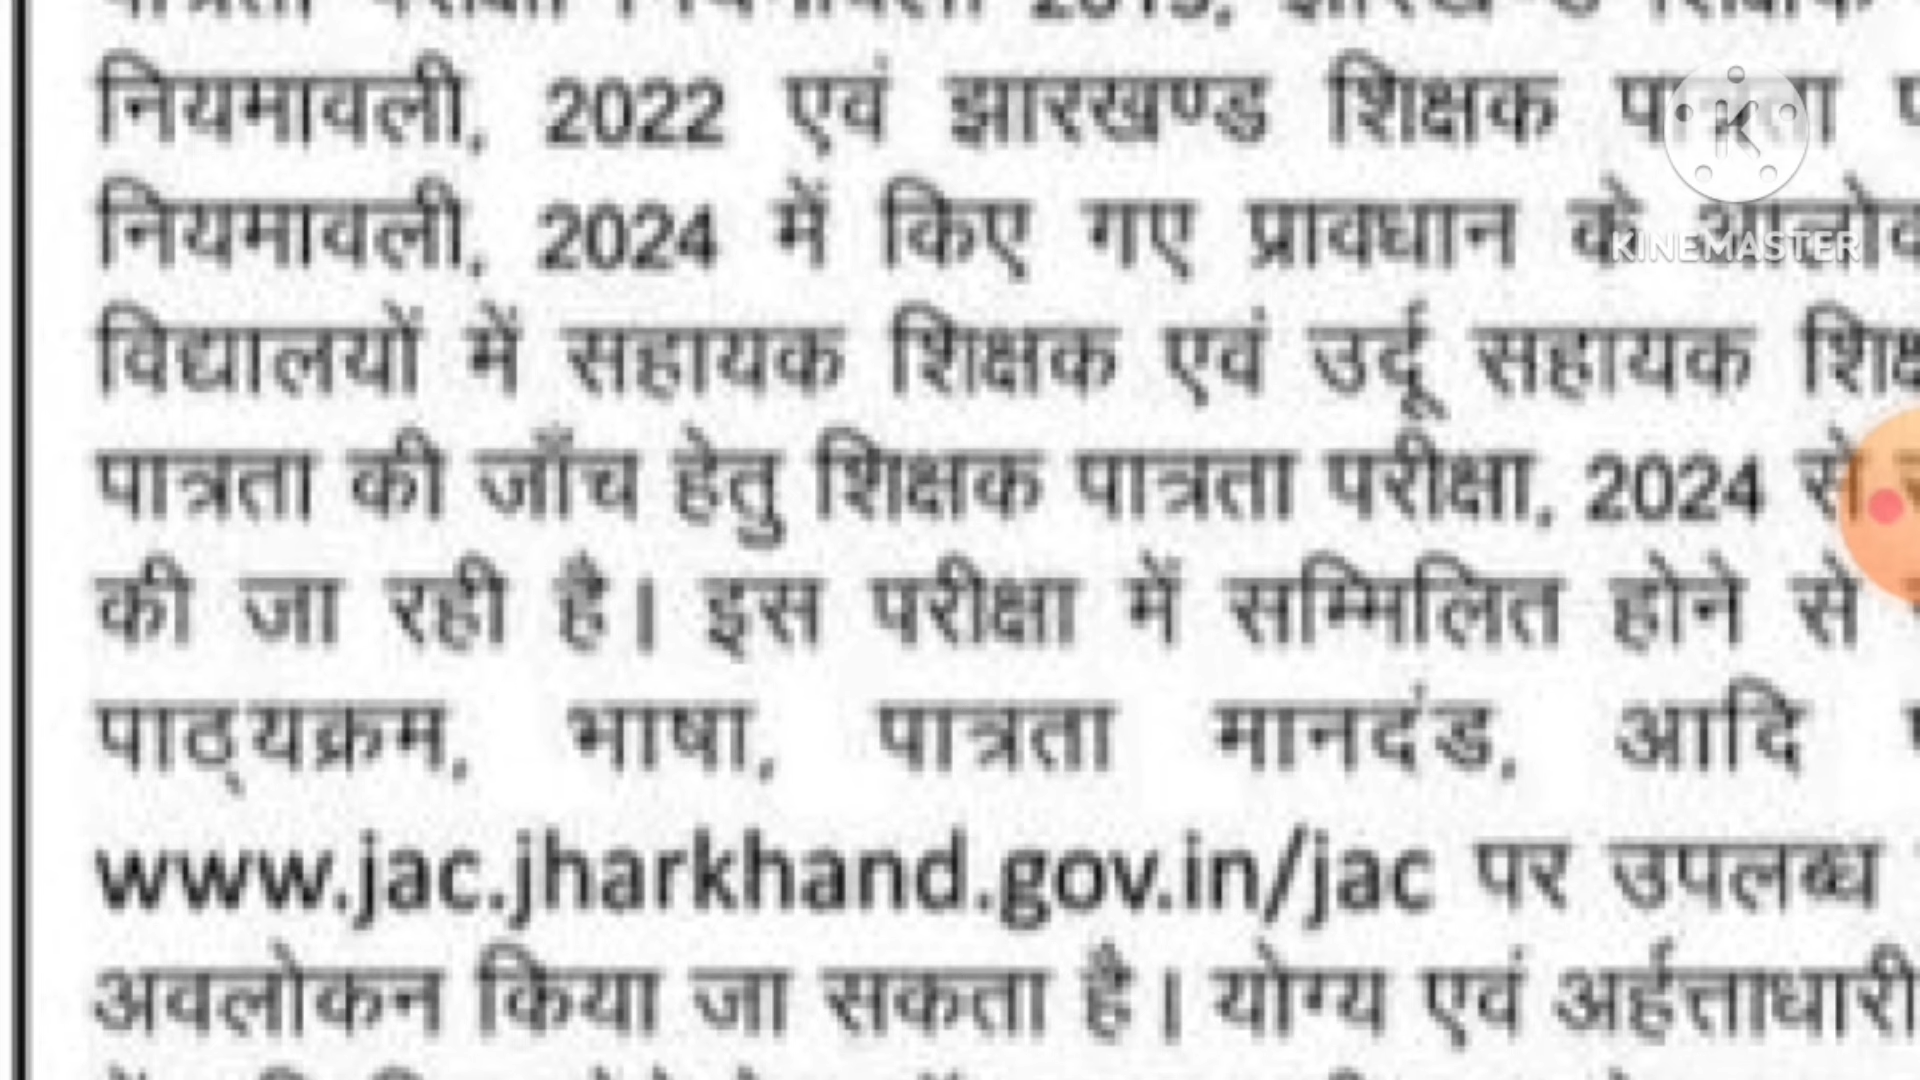 नियमावली, 2022 एवं झारखण्ड शिक्षक
नियमावली, 2024 में किए गए प्रावधान के
विद्यालयों में सहायक शिक्षक एवं उर्दू सहायक
पात्रता की जाँच हेतु शिक्षक पात्रता परीक्षा, 2024 से
की जा रही है। इस परीक्षा में सम्मिलित होने से
पाठ्यक्रम, भाषा, पात्रता मानदंड, आदि
www.jac.jharkhand.gov.in/jac पर उपलब्ध
अवलोकन किया जा सकता है। योग्य एवं अर्हत्ताधारी
KINEMASTER